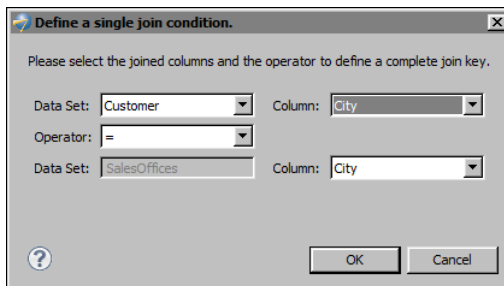 Define a single join condition.
Please select the joined columns and the operator to define a complete join key.
Data Set: Customer Column: City
Operator: =
Data Set: SalesOffices Column: City
? OK Cancel